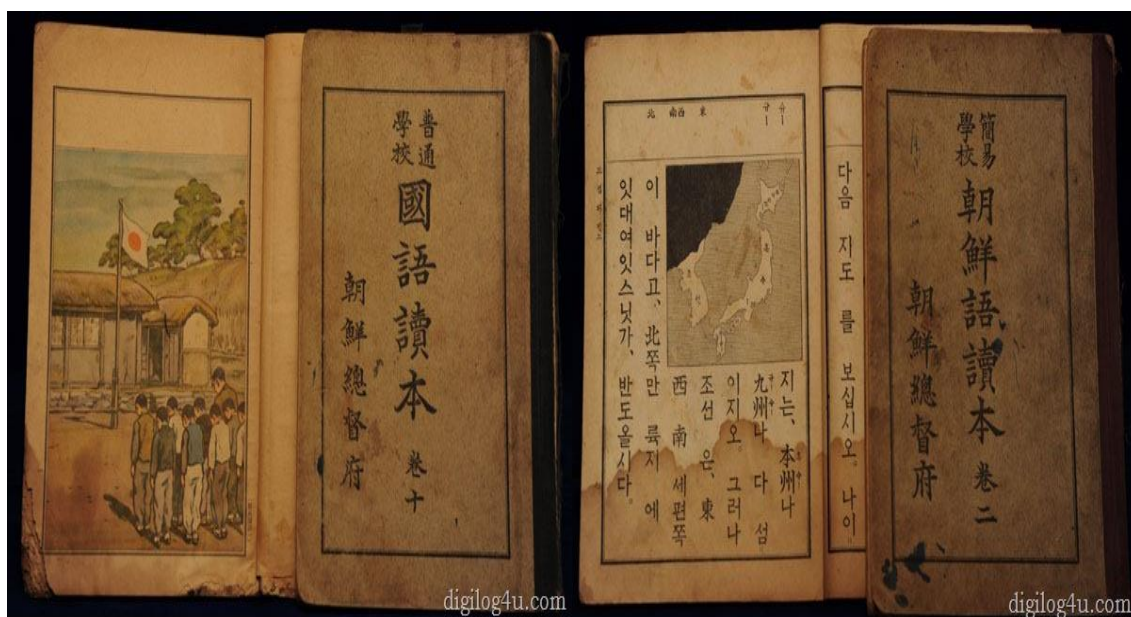 普通
學校
國語讀本 卷十
朝鮮總督府
digilog4u.com
簡易
學校
朝鮮語讀本 卷二
朝鮮總督府
다음 지도 를 보십시오。 나이
東 西 南 北
지는、本州나
九州나 다 섬
이지오。 그러나
조선 은、東
西 南 세편쪽
이 바다고、北쪽만 륙지 에
잇대여잇스닛가、 반도올시다。
digilog4u.com